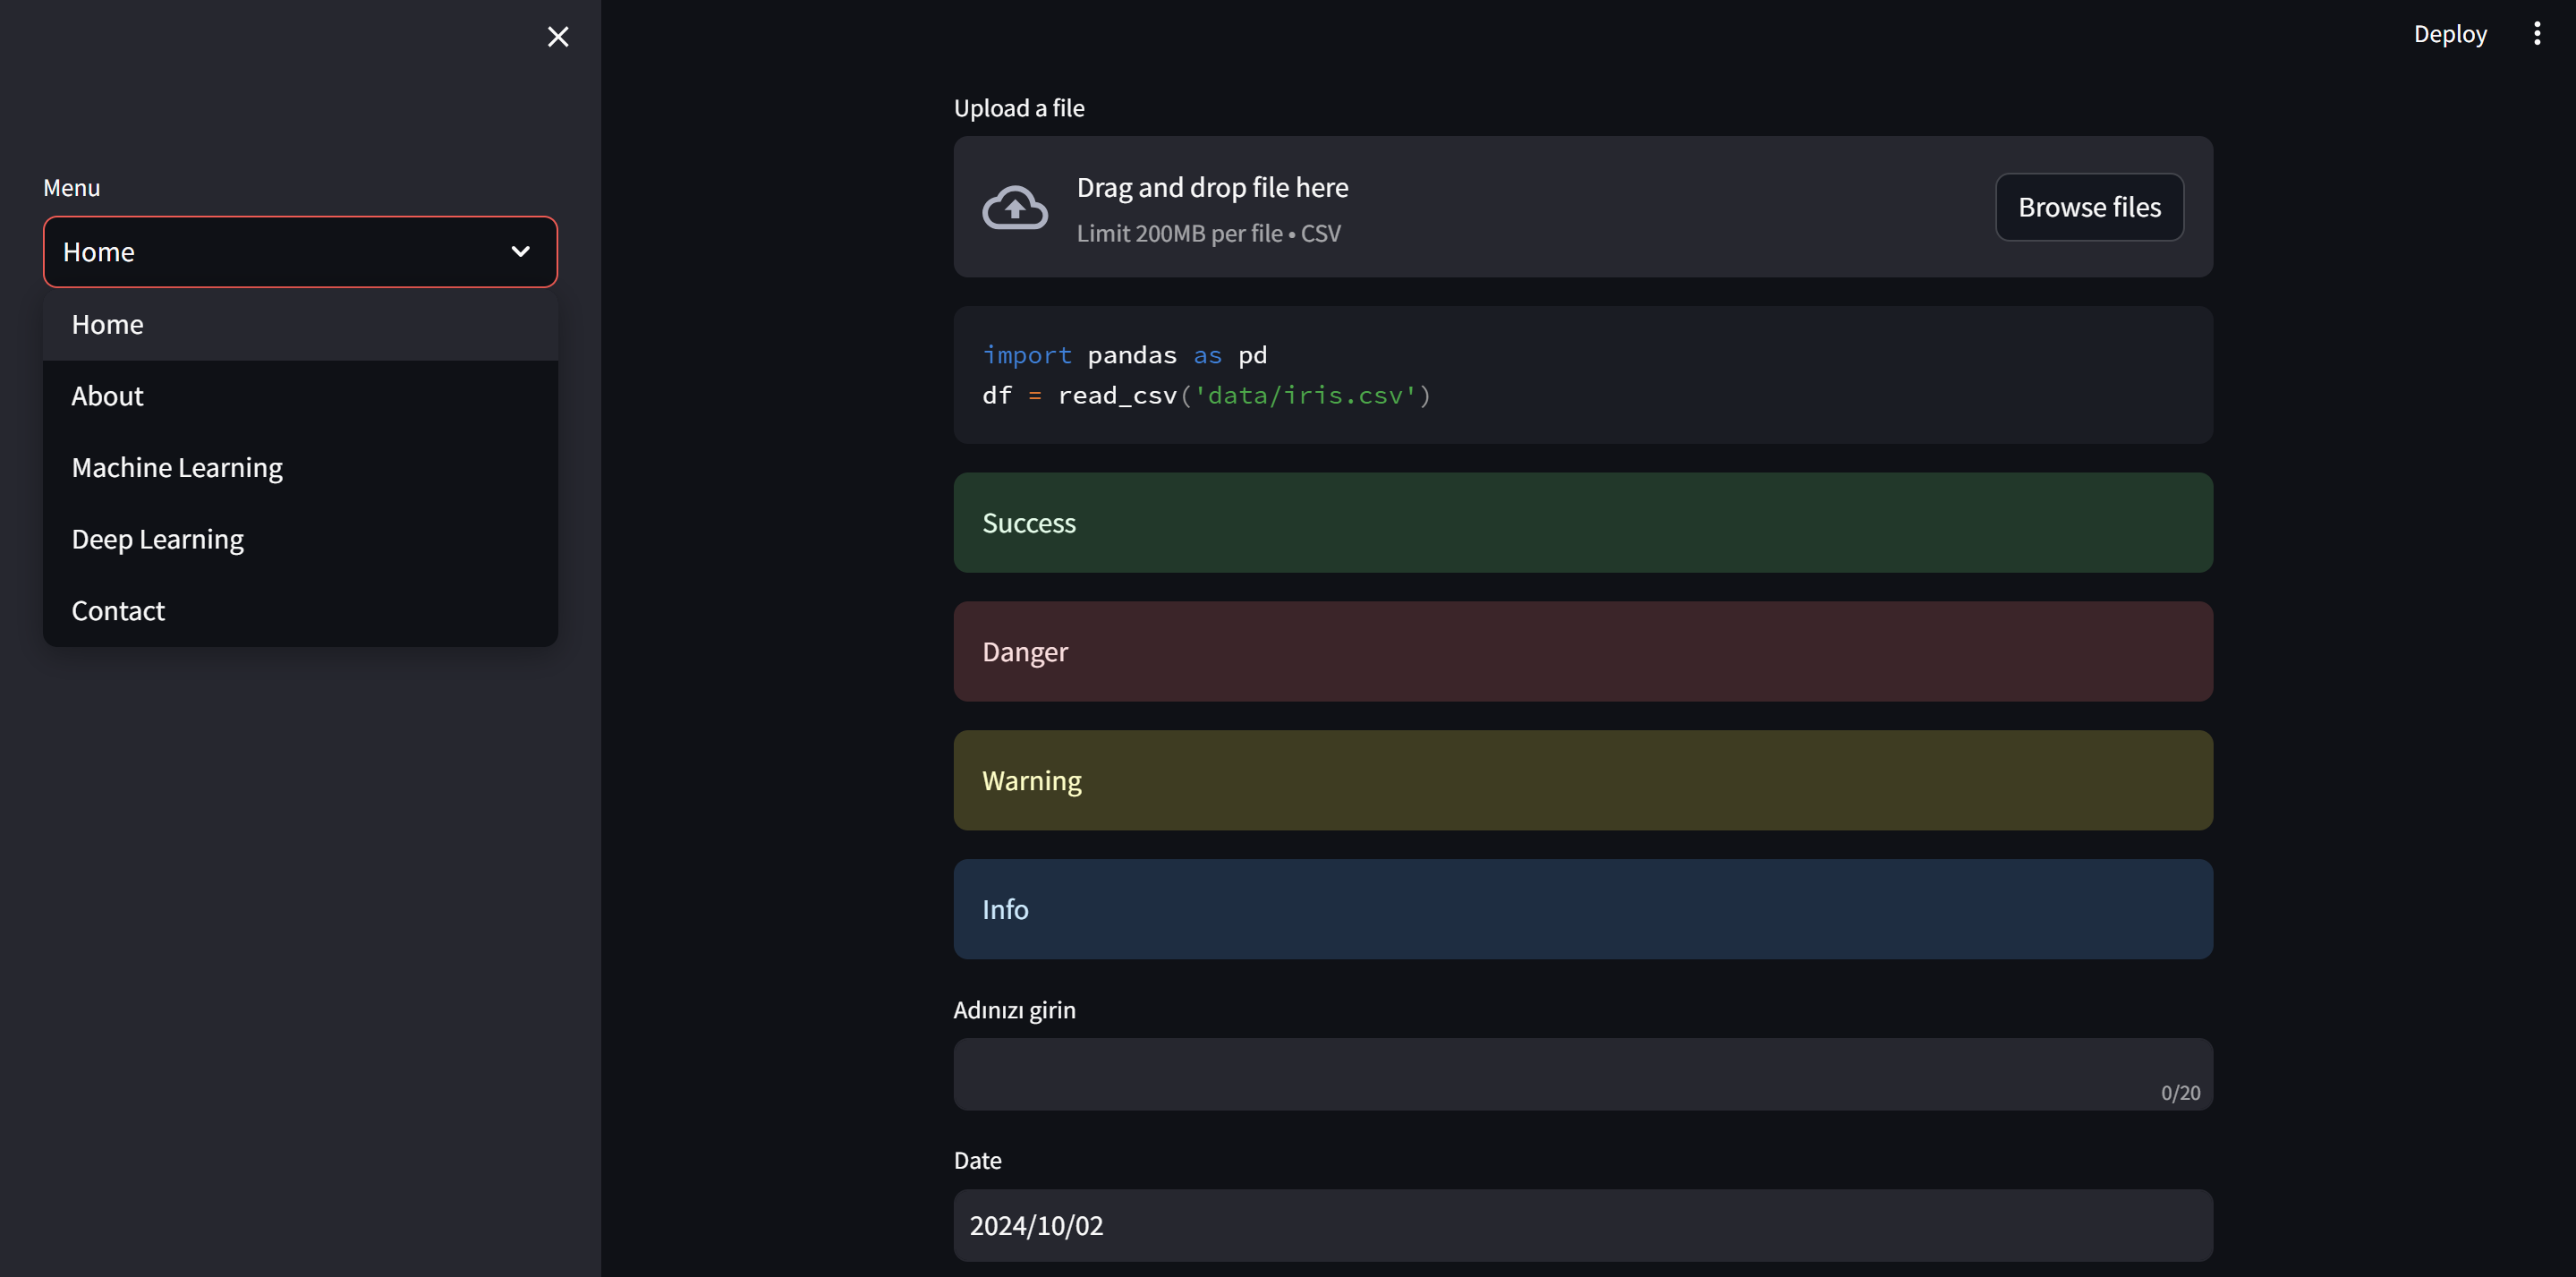 Menu
Home
Home
About
Machine Learning
Deep Learning
Contact
Deploy
Upload a file
Drag and drop file here
Limit 200MB per file • CSV
Browse files
import pandas as pd
df = read_csv('data/iris.csv')
Success
Danger
Warning
Info
Adınızı girin
0/20
Date
2024/10/02